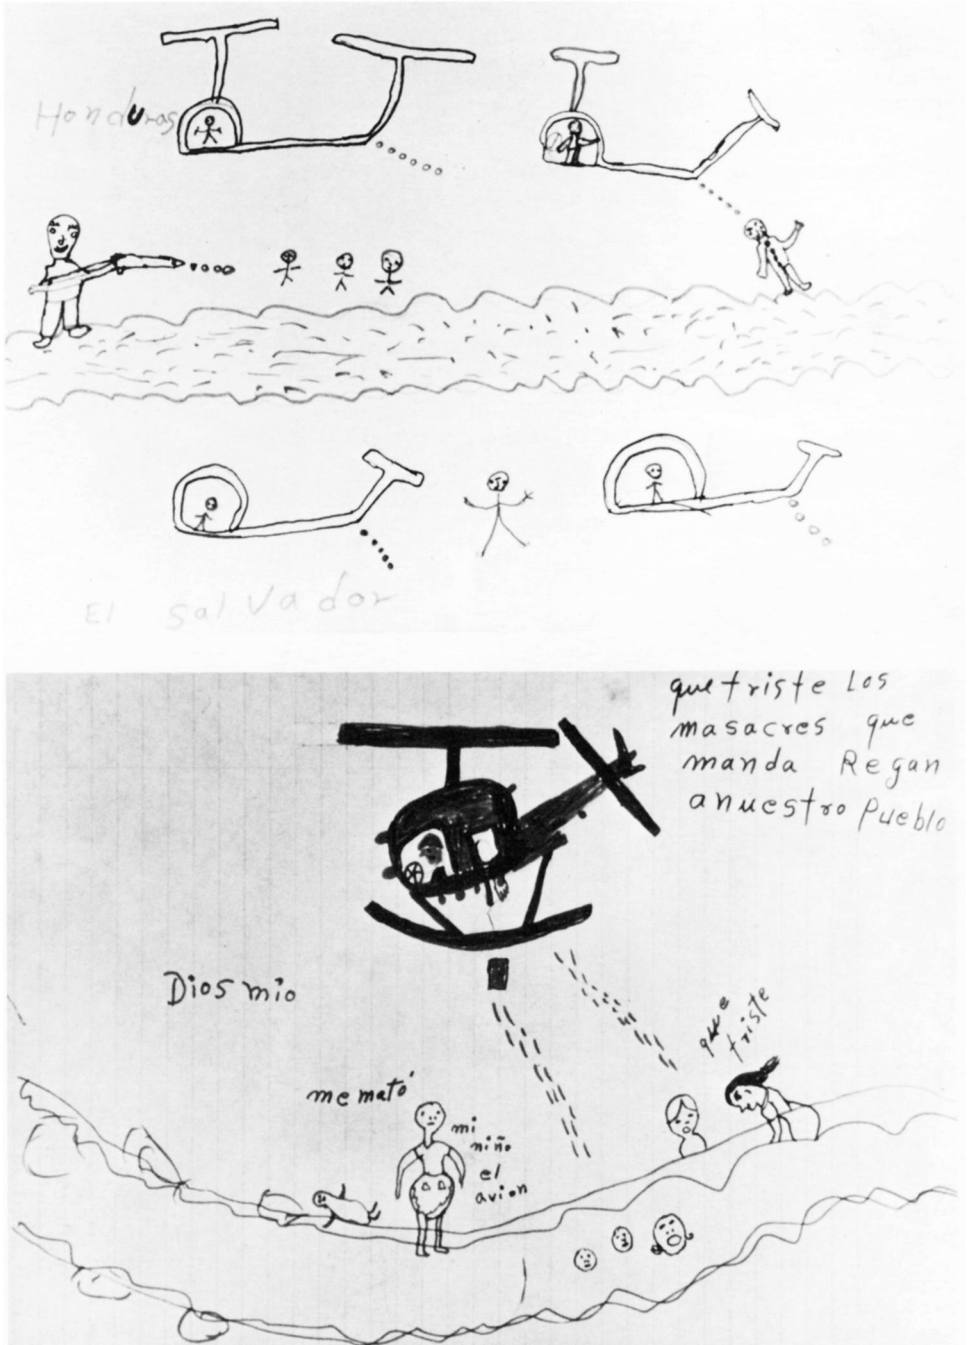 Honduras
El Salvador
que triste Los
masacres que
manda Regan
anuestro Pueblo
Dios mio
que
triste
me mató
mi
niño
el
avion